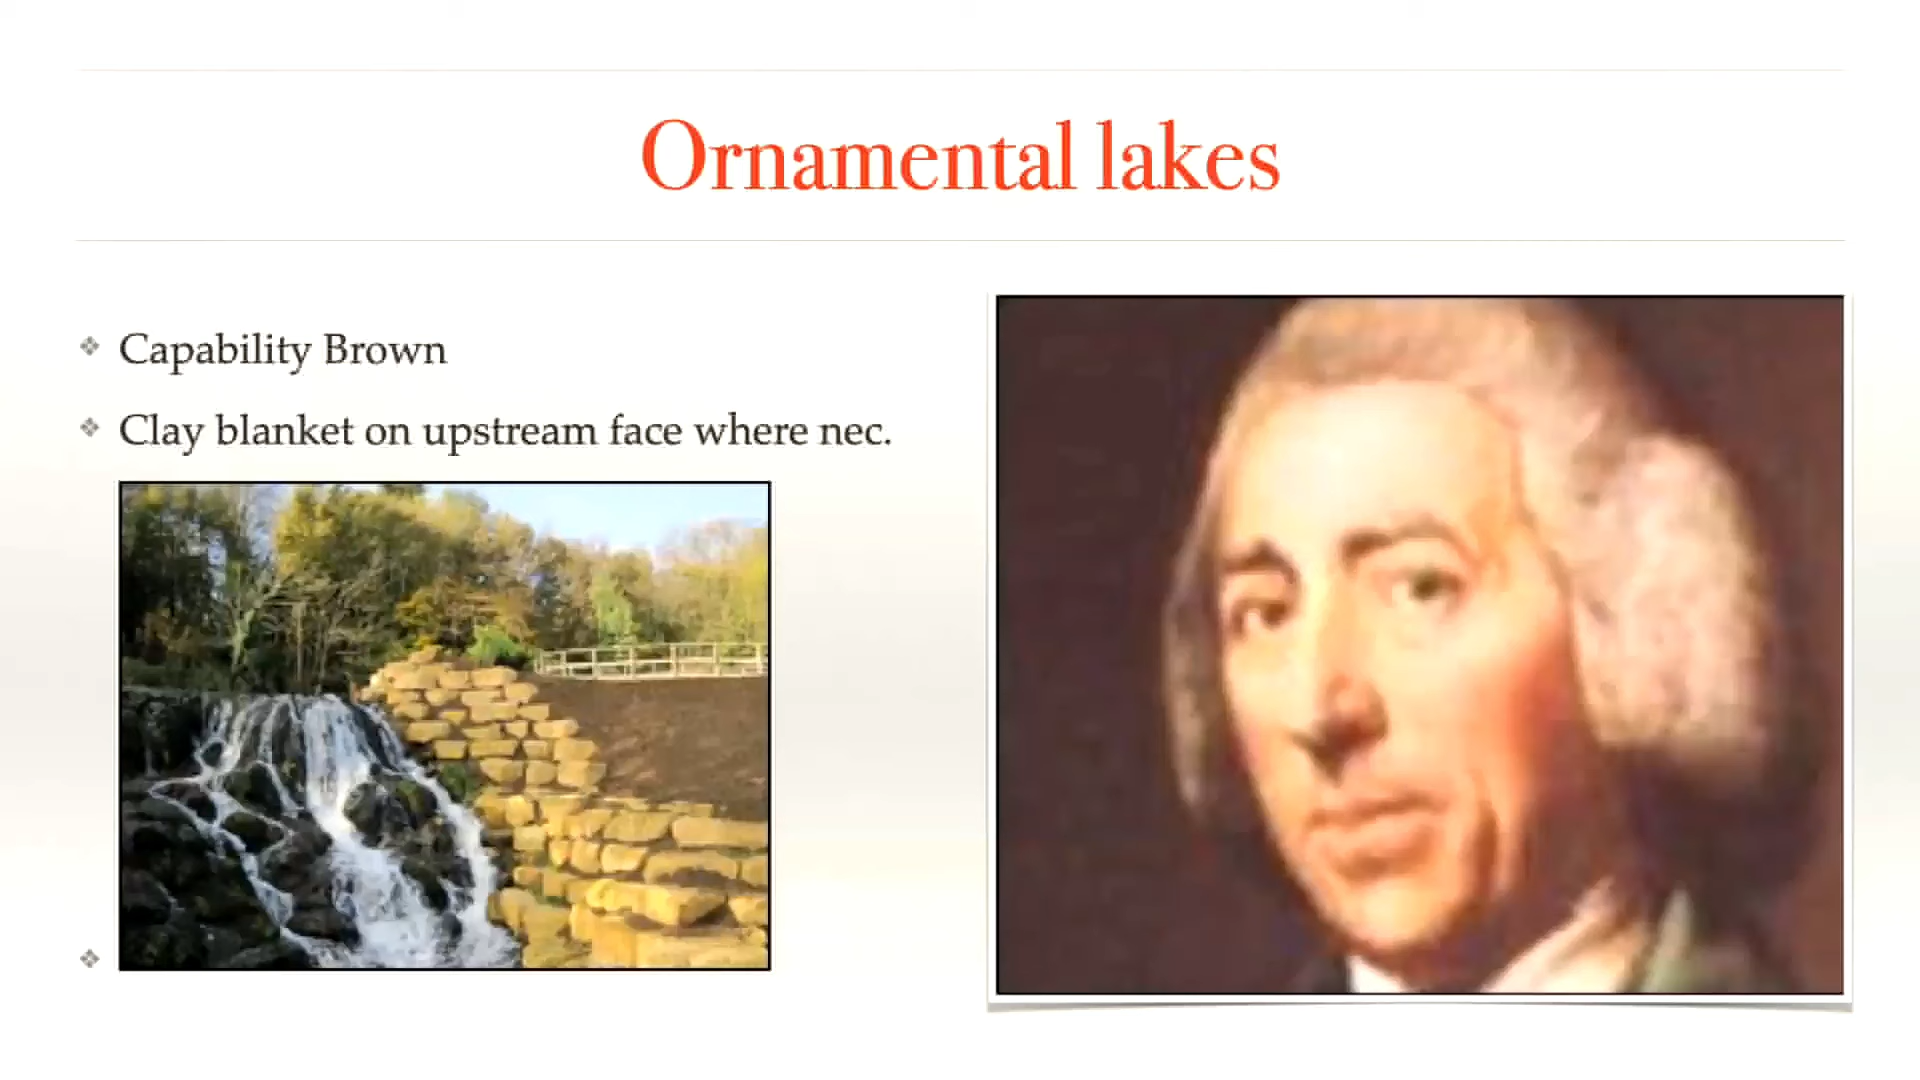 Ornamental lakes
Capability Brown
Clay blanket on upstream face where nec.